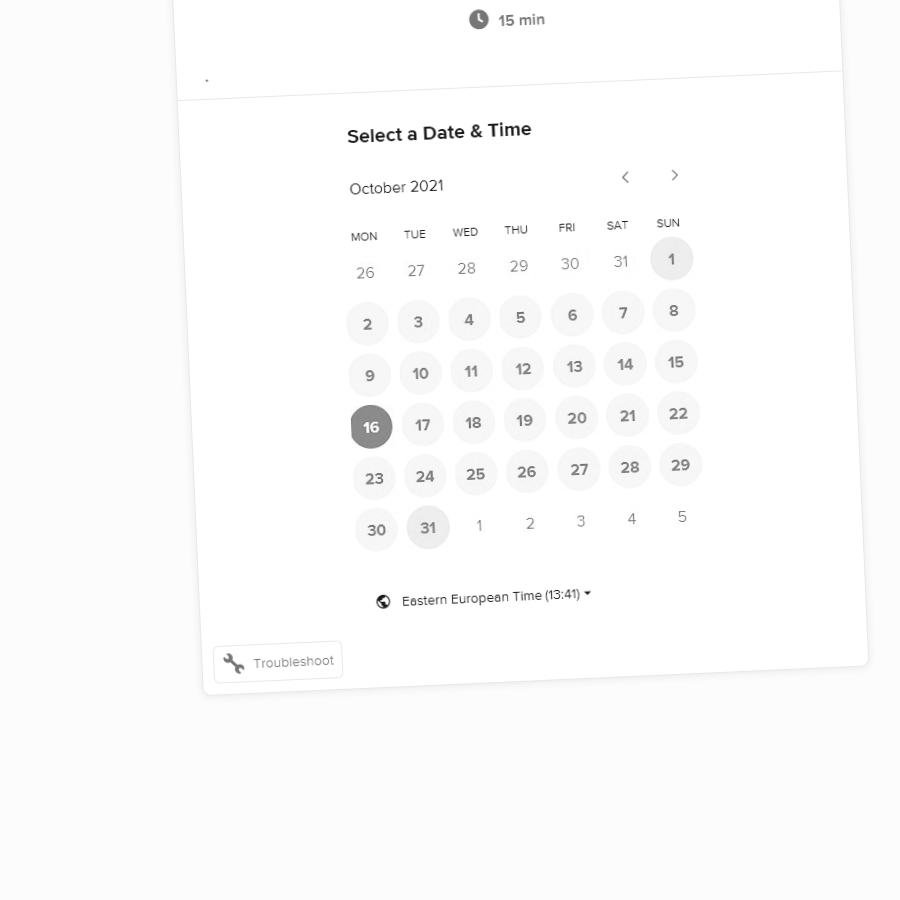 15 min
.
Select a Date & Time
October 2021
MON TUE WED THU FRI SAT SUN
26 27 28 29 30 31 1
2 3 4 5 6 7 8
9 10 11 12 13 14 15
16 17 18 19 20 21 22
23 24 25 26 27 28 29
30 31 1 2 3 4 5
Eastern European Time (13:41)
Troubleshoot